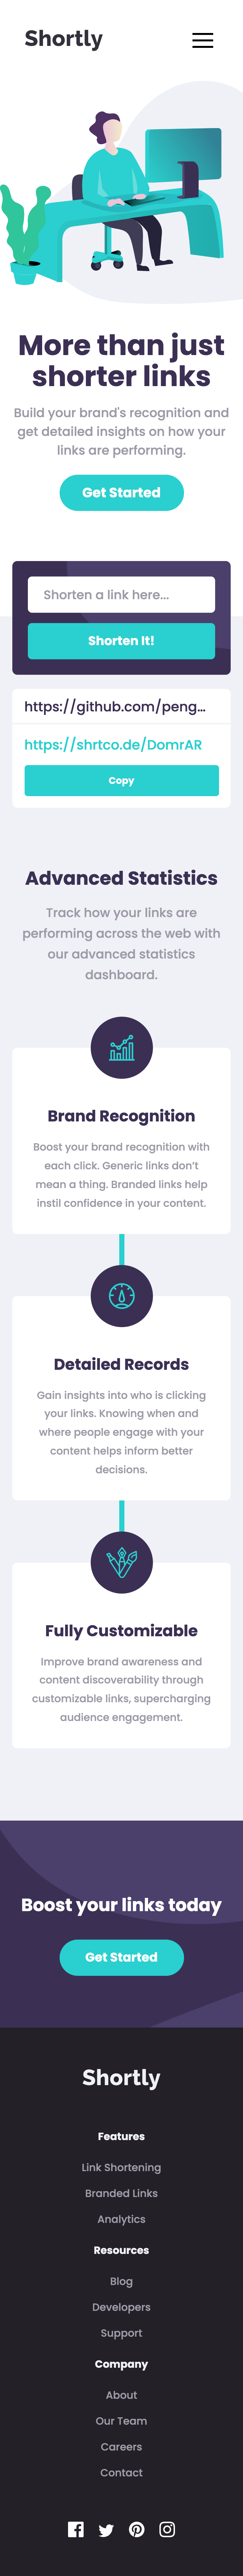 Shortly
More than just
shorter links
Build your brand's recognition and
get detailed insights on how your
links are performing.
Get Started
Shorten a link here...
Shorten It!
https://github.com/peng...
https://shrtco.de/DomrAR
Copy
Advanced Statistics
Track how your links are
performing across the web with
our advanced statistics
dashboard.
Brand Recognition
Boost your brand recognition with
each click. Generic links don't
mean a thing. Branded links help
instil confidence in your content.
Detailed Records
Gain insights into who is clicking
your links. Knowing when and
where people engage with your
content helps inform better
decisions.
Fully Customizable
Improve brand awareness and
content discoverability through
customizable links, supercharging
audience engagement.
Boost your links today
Get Started
Shortly
Features
Link Shortening
Branded Links
Analytics
Resources
Blog
Developers
Support
Company
About
Our Team
Careers
Contact